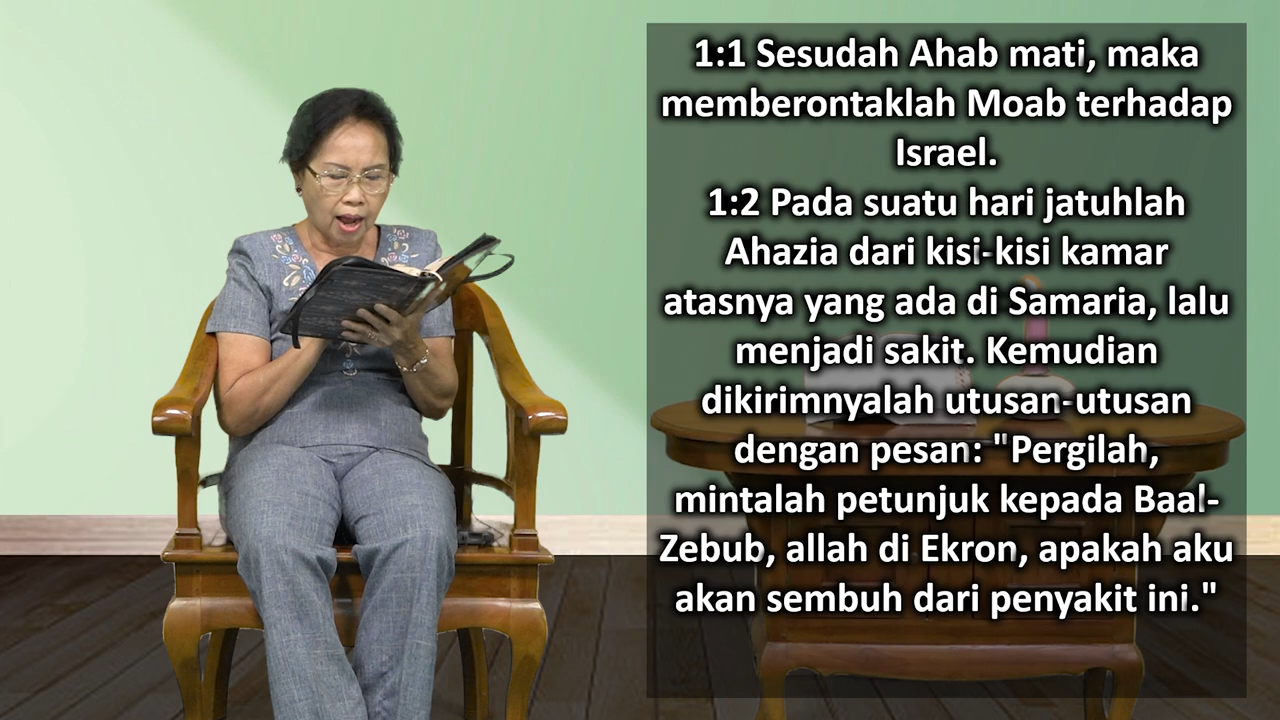 1:1 Sesudah Ahab mati, maka
memberontaklah Moab terhadap
Israel.
1:2 Pada suatu hari jatuhlah
Ahazia dari kisi-kisi kamar
atasnya yang ada di Samaria, lalu
menjadi sakit. Kemudian
dikirimnyalah utusan-utusan
dengan pesan: "Pergilah,
mintalah petunjuk kepada Baal-
Zebub, allah di Ekron, apakah aku
akan sembuh dari penyakit ini."